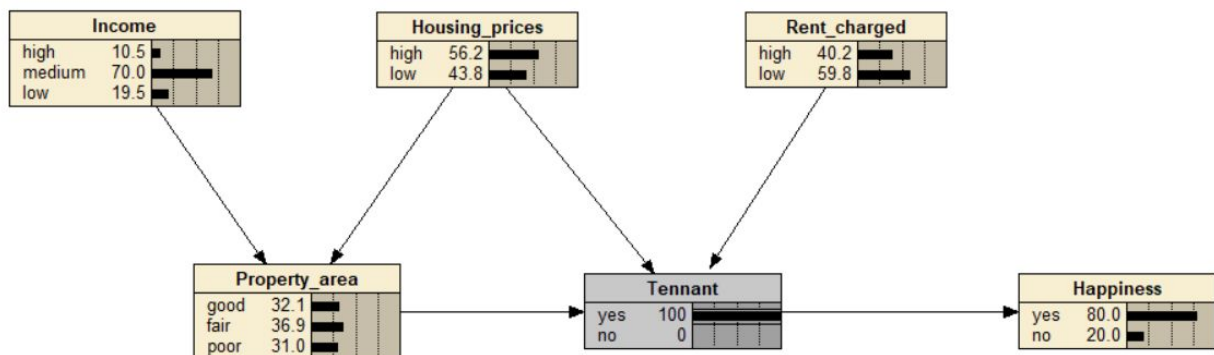 Income
high 10.5
medium 70.0
low 19.5
Housing_prices
high 56.2
low 43.8
Rent_charged
high 40.2
low 59.8
Property_area
good 32.1
fair 36.9
poor 31.0
Tennant
yes 100
no 0
Happiness
yes 80.0
no 20.0